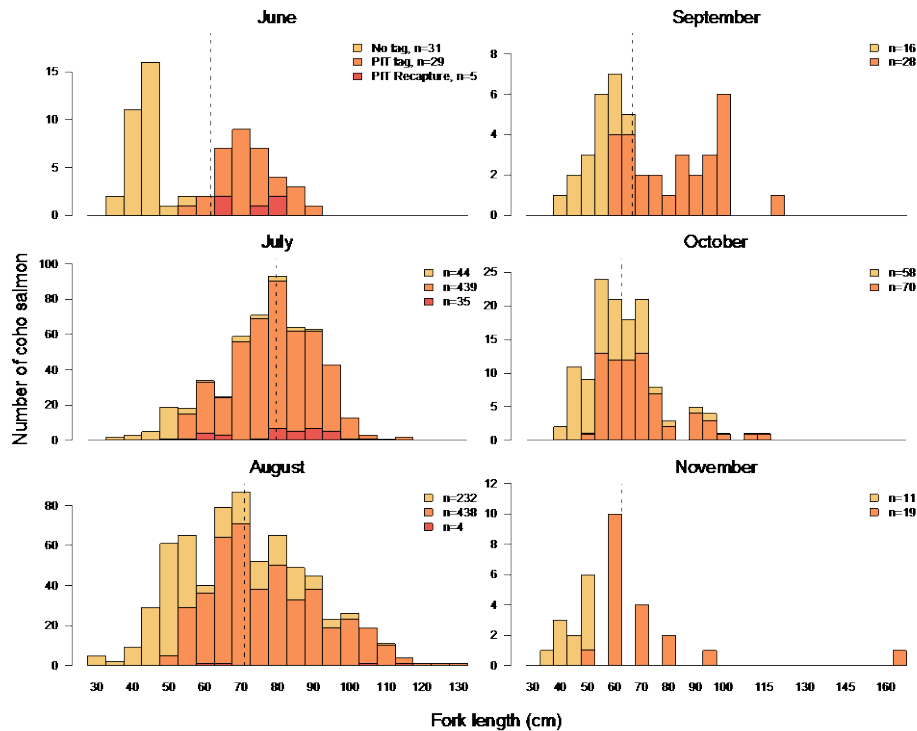 June
No tag, n=31
PIT tag, n=29
PIT Recapture, n=5
15
10
5
0
September
n=16
n=28
8
6
4
2
0
July
n=44
n=439
n=35
100
80
60
40
20
0
October
n=58
n=70
25
20
15
10
5
0
August
n=232
n=438
n=4
80
60
40
20
0
30 40 50 60 70 80 90 100 110 120 130
November
n=11
n=19
12
10
8
6
4
2
0
30 40 50 60 70 80 90 100 115 130 145 160
Number of coho salmon
Fork length (cm)